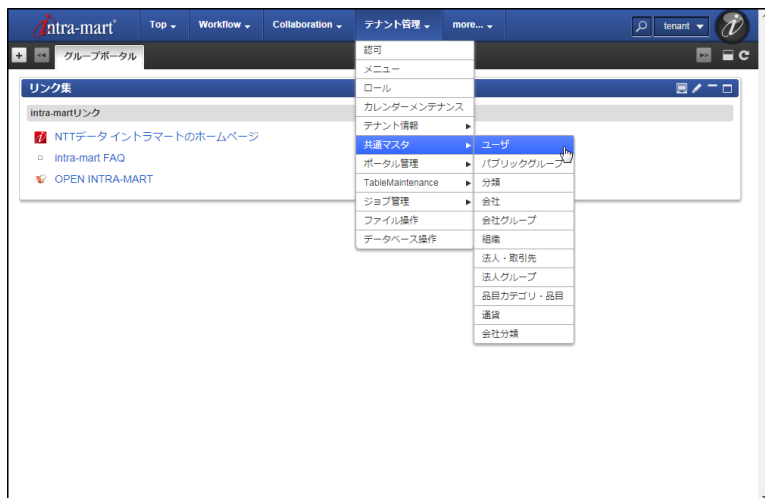 intra-mart
Top
Workflow
Collaboration
テナント管理
more...
tenant
グループポータル
リンク集
intra-martリンク
NTTデータ イントラマートのホームページ
intra-mart FAQ
OPEN INTRA-MART
認可
メニュー
ロール
カレンダーメンテナンス
テナント情報
共通マスタ
ポータル管理
TableMaintenance
ジョブ管理
ファイル操作
データベース操作
ユーザ
パブリックグループ
分類
会社
会社グループ
組織
法人・取引先
法人グループ
品目カテゴリ・品目
通貨
会社分類